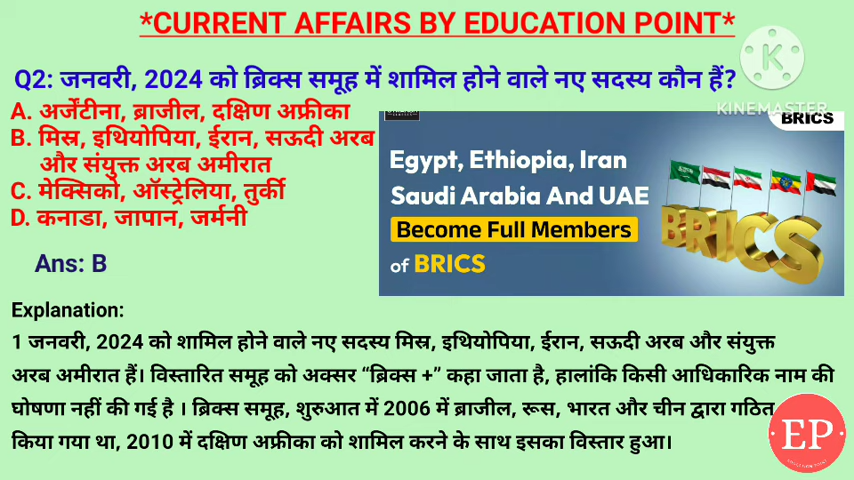 *CURRENT AFFAIRS BY EDUCATION POINT*
Q2: जनवरी, 2024 को ब्रिक्स समूह में शामिल होने वाले नए सदस्य कौन हैं?
A. अर्जेंटीना, ब्राजील, दक्षिण अफ्रीका
B. मिस्र, इथियोपिया, ईरान, सऊदी अरब
और संयुक्त अरब अमीरात
C. मेक्सिको, ऑस्ट्रेलिया, तुर्की
D. कनाडा, जापान, जर्मनी
Ans: B
K
KINEMASTER
BRICS
Egypt, Ethiopia, Iran
Saudi Arabia And UAE
Become Full Members
of BRICS
BRICS
Explanation:
1 जनवरी, 2024 को शामिल होने वाले नए सदस्य मिस्र, इथियोपिया, ईरान, सऊदी अरब और संयुक्त
अरब अमीरात हैं। विस्तारित समूह को अक्सर “ब्रिक्स +” कहा जाता है, हालांकि किसी आधिकारिक नाम की
घोषणा नहीं की गई है । ब्रिक्स समूह, शुरुआत में 2006 में ब्राजील, रूस, भारत और चीन द्वारा गठित
किया गया था, 2010 में दक्षिण अफ्रीका को शामिल करने के साथ इसका विस्तार हुआ।
EP